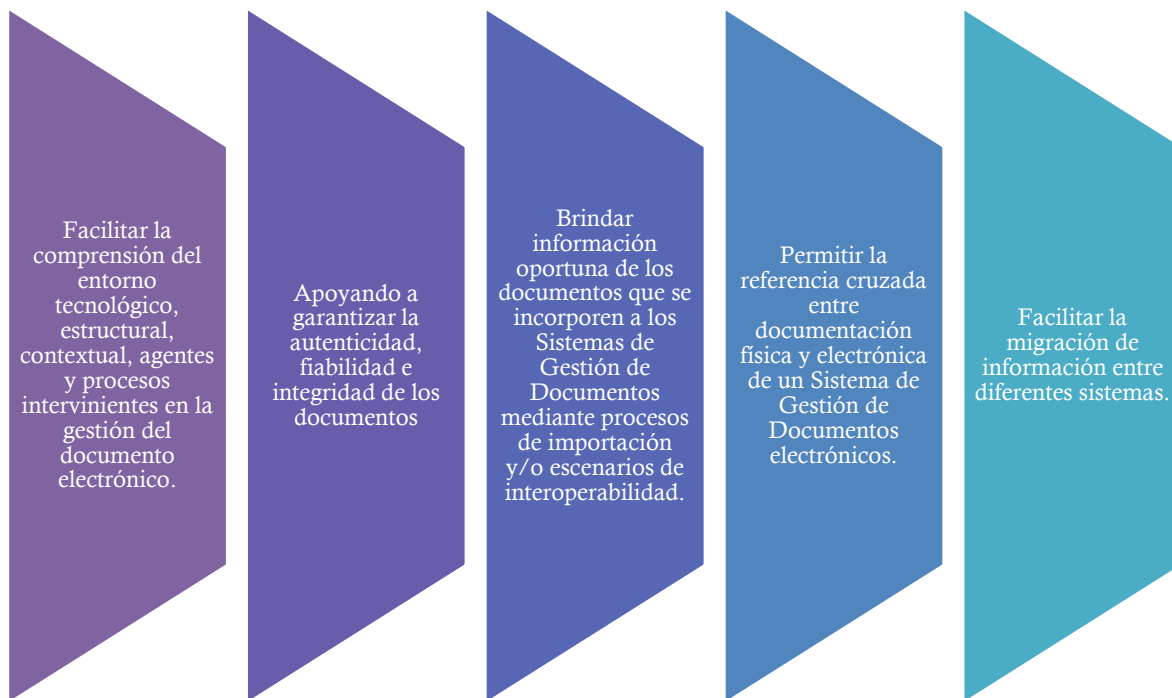 Facilitar la
comprensión del
entorno
tecnológico,
estructural,
contextual, agentes
y procesos
intervinientes en la
gestión del
documento
electrónico.
Apoyando a
garantizar la
autenticidad,
fiabilidad e
integridad de los
documentos
Brindar
información
oportuna de los
documentos que se
incorporen a los
Sistemas de
Gestión de
Documentos
mediante procesos
de importación
y/o escenarios de
interoperabilidad.
Permitir la
referencia cruzada
entre
documentación
física y electrónica
de un Sistema de
Gestión de
Documentos
electrónicos.
Facilitar la
migración de
información entre
diferentes sistemas.